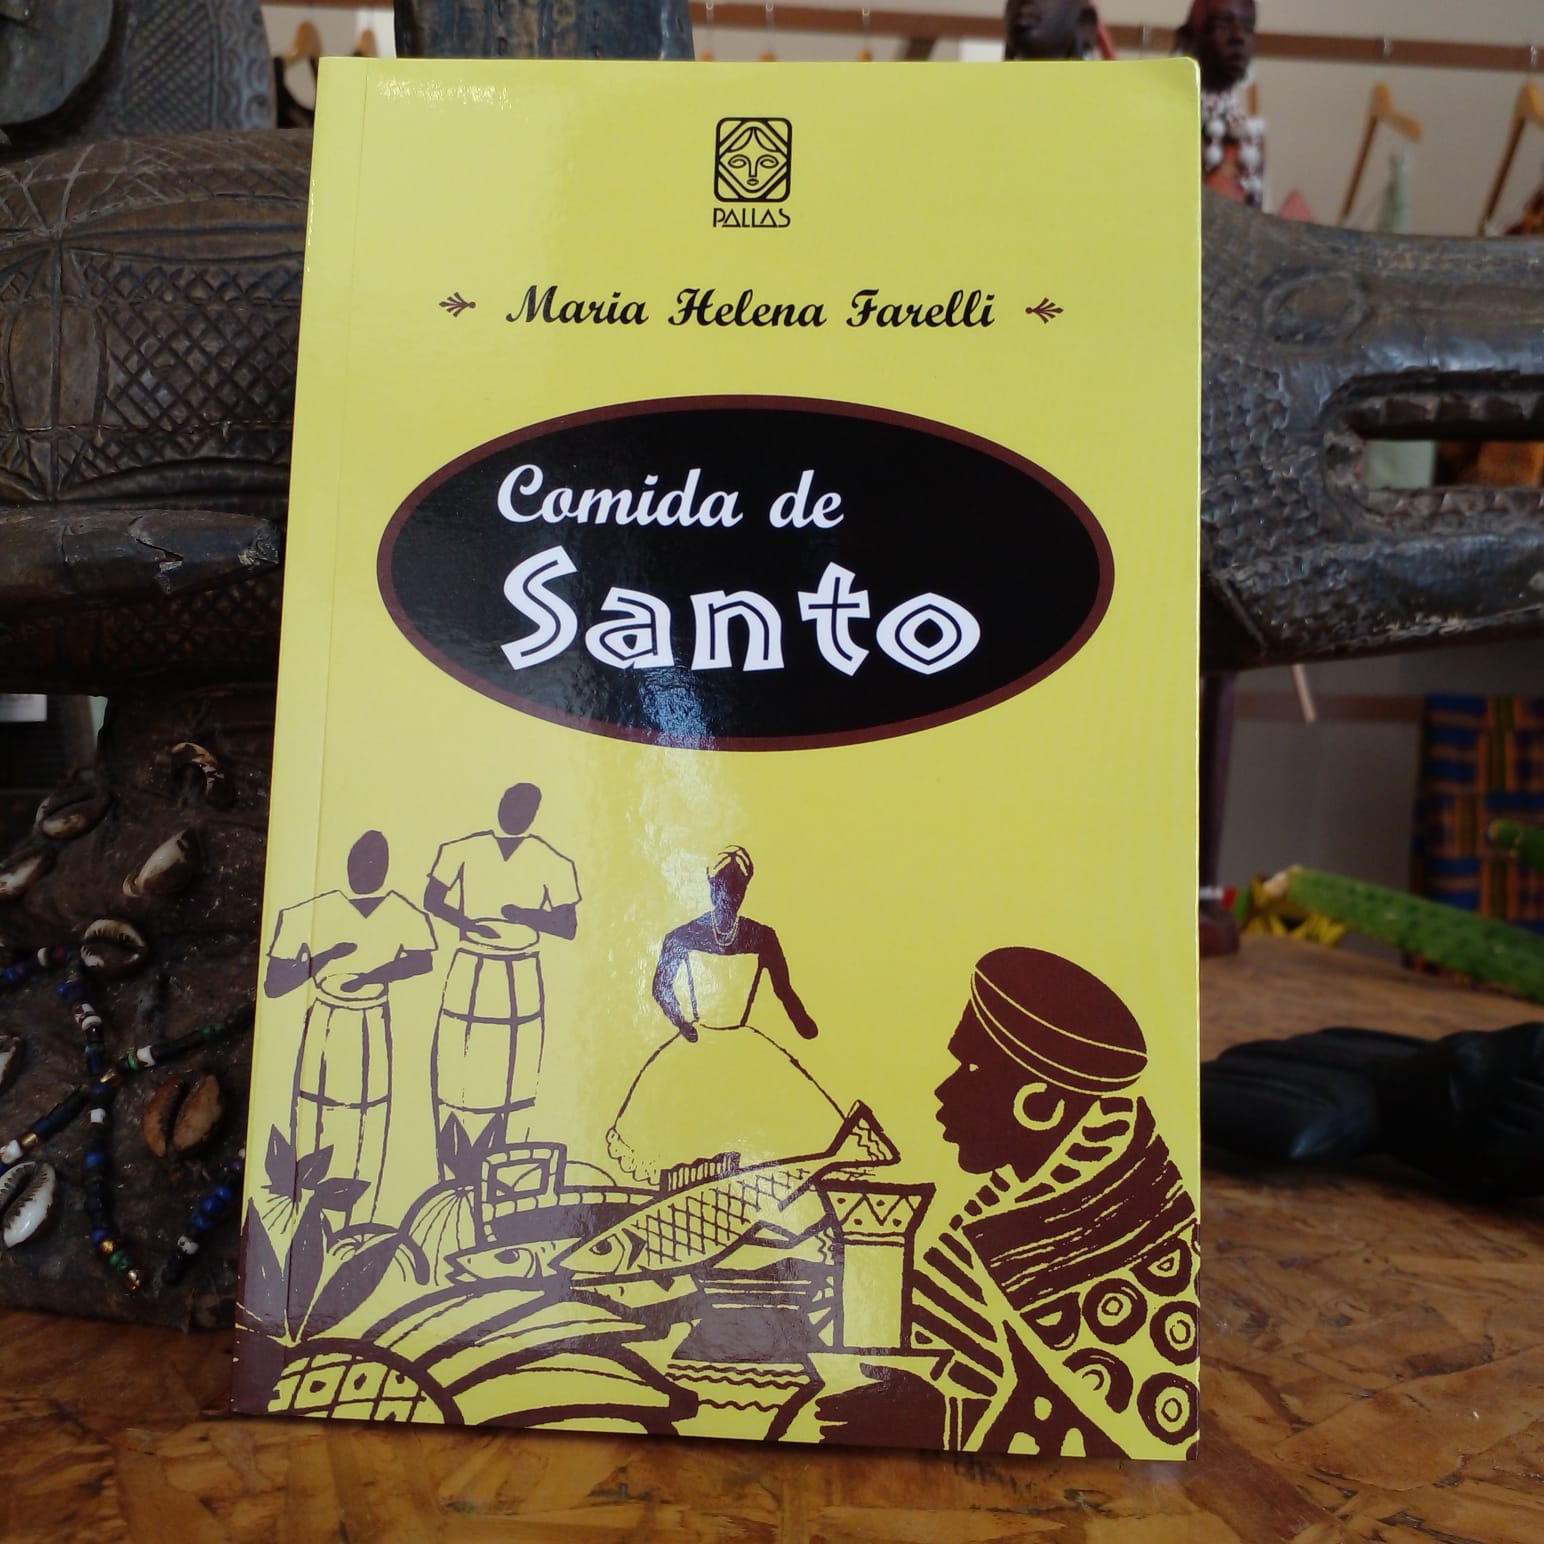 PALLAS
Maria Helena Farelli
Comida de
Santo